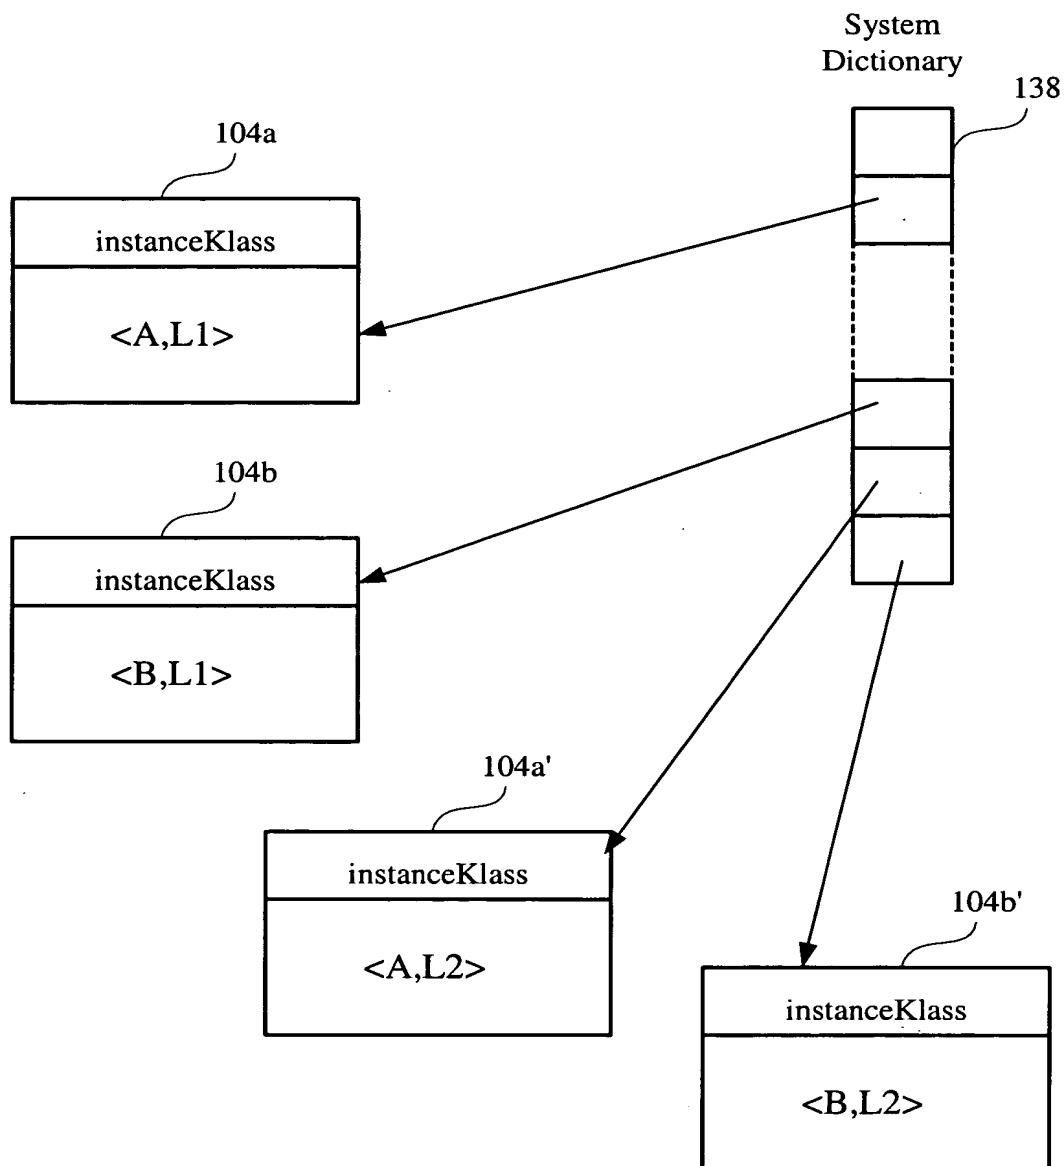 System
Dictionary
138
104a
instanceKlass
<A,L1>
104b
instanceKlass
<B,L1>
104a'
instanceKlass
<A,L2>
104b'
instanceKlass
<B,L2>